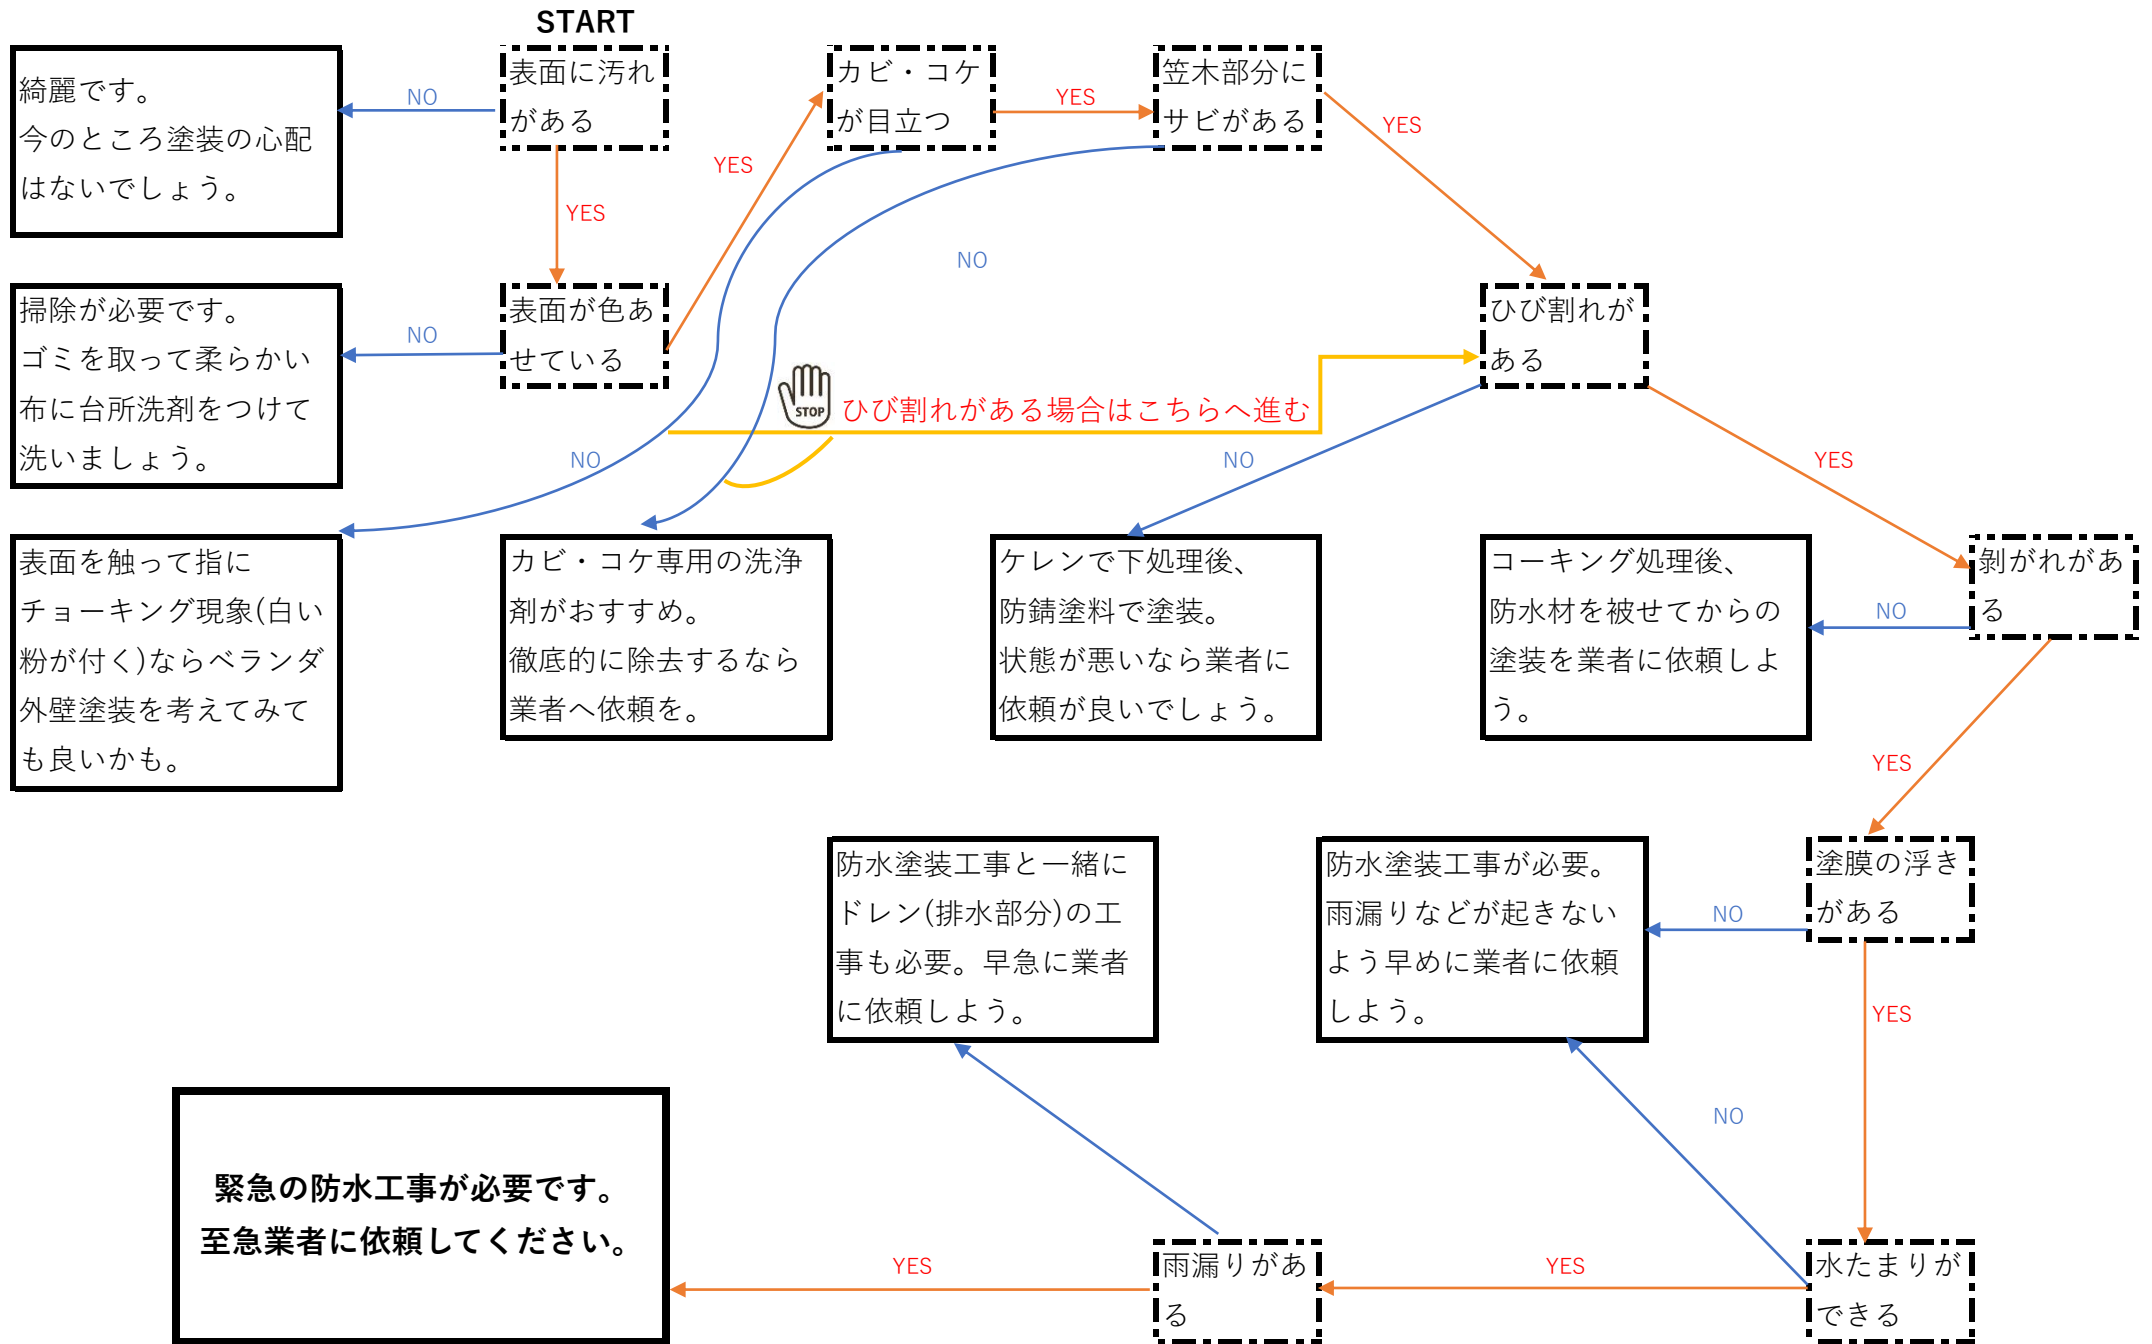 START
表面に汚れ
がある
カビ・コケ
が目立つ
笠木部分に
サビがある
綺麗です。
今のところ塗装の心配
はないでしょう。
NO
YES
YES
YES
YES
NO
表面が色あ
せている
ひび割れが
ある
掃除が必要です。
ゴミを取って柔らかい
布に台所洗剤をつけて
洗いましょう。
NO
STOP
ひび割れがある場合はこちらへ進む
NO
NO
YES
表面を触って指に
チョーキング現象(白い
粉が付く)ならベランダ
外壁塗装を考えてみて
も良いかも。
カビ・コケ専用の洗浄
剤がおすすめ。
徹底的に除去するなら
業者へ依頼を。
ケレンで下処理後、
防錆塗料で塗装。
状態が悪いなら業者に
依頼が良いでしょう。
コーキング処理後、
防水材を被せてからの
塗装を業者に依頼しよ
う。
NO
剝がれがあ
る
YES
防水塗装工事と一緒に
ドレン(排水部分)の工
事も必要。早急に業者
に依頼しよう。
防水塗装工事が必要。
雨漏りなどが起きない
よう早めに業者に依頼
しよう。
NO
塗膜の浮き
がある
YES
NO
緊急の防水工事が必要です。
至急業者に依頼してください。
YES
雨漏りがあ
る
YES
水たまりが
できる